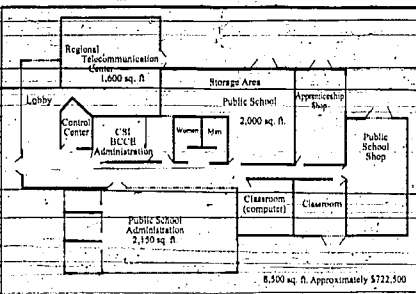 Regional
Telecommunication
Center
1,600 sq. ft
Storage Area
Lobby
Public School
2,000 sq. ft.
Apprenticeship
Shop
Control
Center
CSI
BCCH
Administration
Women
Men
Public
School
Shop
Classroom
(computer)
Classroom
Public School
Administration
2,150 sq. ft.
8,500 sq. ft. Approximately $722,500